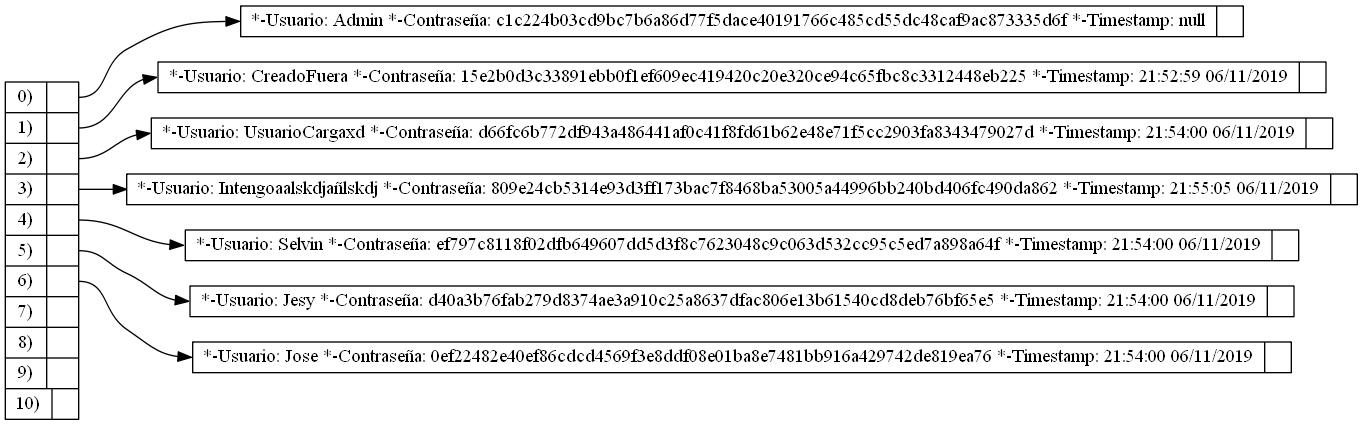 *-Usuario: Admin *-Contraseña: c1c224b03cd9bc7b6a86d77f5dace40191766c485cd55dc48caf9ac873335d6f *-Timestamp: null
*-Usuario: CreadoFuera *-Contraseña: 15e2b0d3c33891ebb0f1ef609ec419420c20e320ce94c65fbc8c3312448eb225 *-Timestamp: 21:52:59 06/11/2019
*-Usuario: UsuarioCargaxd *-Contraseña: d66fc6b772df943a486441af0c41f8fd61b62e48e71f5cc2903fa8343479027d *-Timestamp: 21:54:00 06/11/2019
*-Usuario: Intengoaalskdjañlskdj *-Contraseña: 809e24cb5314e93d3ff173bac7f8468ba53005a44996bb240bd406fc490da862 *-Timestamp: 21:55:05 06/11/2019
*-Usuario: Selvin *-Contraseña: ef797c8118f02dfb649607dd5d3f8c7623048c9c063d532cc95c5ed7a898a64f *-Timestamp: 21:54:00 06/11/2019
*-Usuario: Jesy *-Contraseña: d40a3b76fab279d8374ae3a910c25a8637dfac806e13b61540cd8deb76bf65e5 *-Timestamp: 21:54:00 06/11/2019
*-Usuario: Jose *-Contraseña: 0ef22482e40ef86cdcd4569f3e8ddf08e01ba8e7481bb916a429742de819ea76 *-Timestamp: 21:54:00 06/11/2019
0)
1)
2)
3)
4)
5)
6)
7)
8)
9)
10)